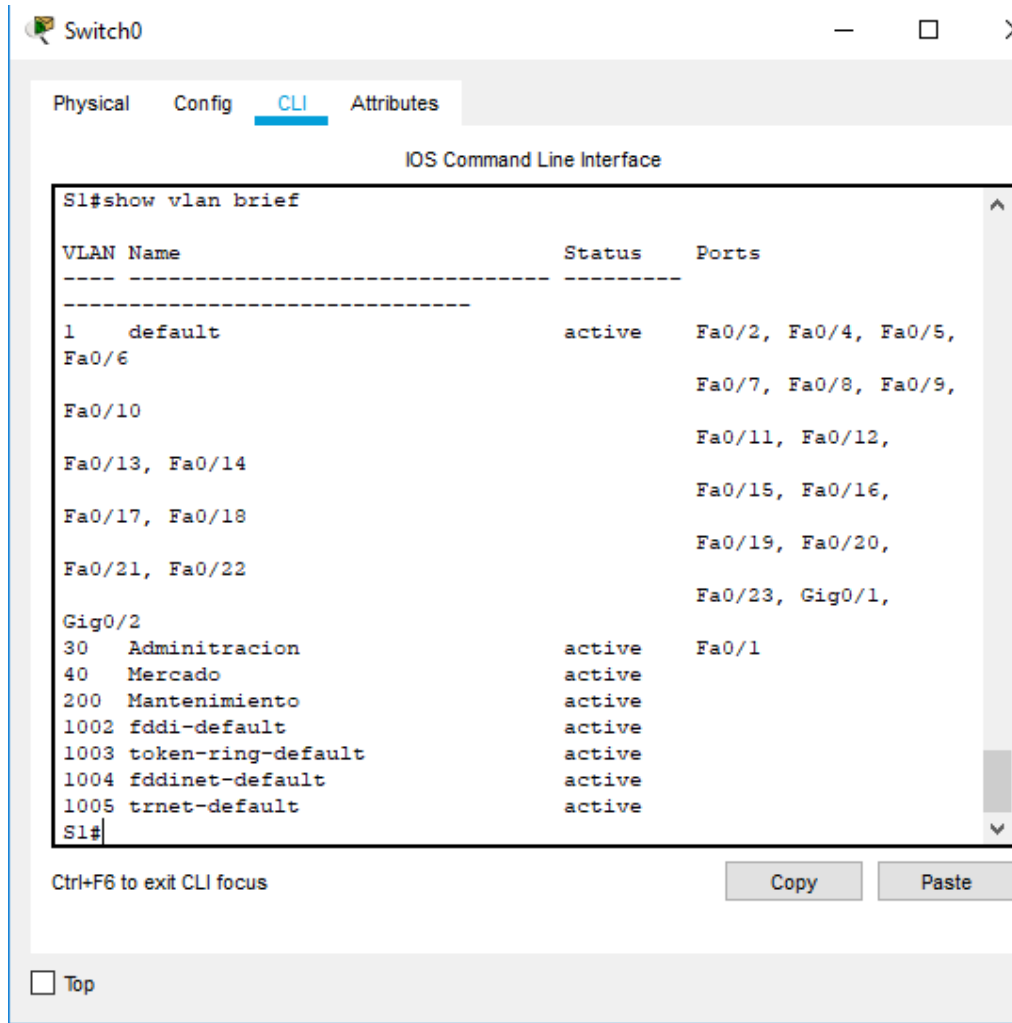 Switch0
Physical Config CLI Attributes
IOS Command Line Interface
S1#show vlan brief
VLAN Name Status Ports
---- -------------------------------- ---------
-------------------------------
1 default active Fa0/2, Fa0/4, Fa0/5,
Fa0/6
Fa0/7, Fa0/8, Fa0/9,
Fa0/10
Fa0/11, Fa0/12,
Fa0/13, Fa0/14
Fa0/15, Fa0/16,
Fa0/17, Fa0/18
Fa0/19, Fa0/20,
Fa0/21, Fa0/22
Fa0/23, Gig0/1,
Gig0/2
30 Adminitracion active Fa0/1
40 Mercado active
200 Mantenimiento active
1002 fddi-default active
1003 token-ring-default active
1004 fddinet-default active
1005 trnet-default active
S1#
Ctrl+F6 to exit CLI focus Copy Paste
Top